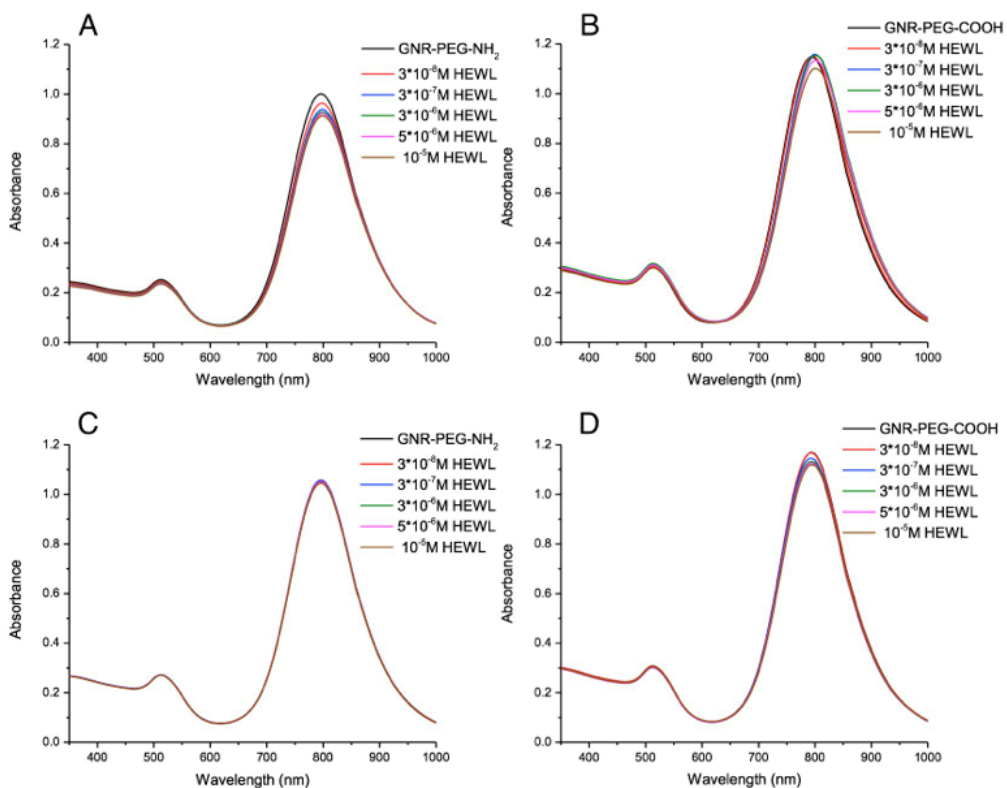 A
GNR-PEG-NH₂
3*10⁻⁸M HEWL
3*10⁻⁷M HEWL
3*10⁻⁶M HEWL
5*10⁻⁶M HEWL
10⁻⁵M HEWL
Absorbance
1.2
1.0
0.8
0.6
0.4
0.2
0.0
400 500 600 700 800 900 1000
Wavelength (nm)
B
GNR-PEG-COOH
3*10⁻⁸M HEWL
3*10⁻⁷M HEWL
3*10⁻⁶M HEWL
5*10⁻⁶M HEWL
10⁻⁵M HEWL
Absorbance
1.2
1.0
0.8
0.6
0.4
0.2
0.0
400 500 600 700 800 900 1000
Wavelength (nm)
C
GNR-PEG-NH₂
3*10⁻⁸M HEWL
3*10⁻⁷M HEWL
3*10⁻⁶M HEWL
5*10⁻⁶M HEWL
10⁻⁵M HEWL
Absorbance
1.2
1.0
0.8
0.6
0.4
0.2
0.0
400 500 600 700 800 900 1000
Wavelength (nm)
D
GNR-PEG-COOH
3*10⁻⁸M HEWL
3*10⁻⁷M HEWL
3*10⁻⁶M HEWL
5*10⁻⁶M HEWL
10⁻⁵M HEWL
Absorbance
1.2
1.0
0.8
0.6
0.4
0.2
0.0
400 500 600 700 800 900 1000
Wavelength (nm)